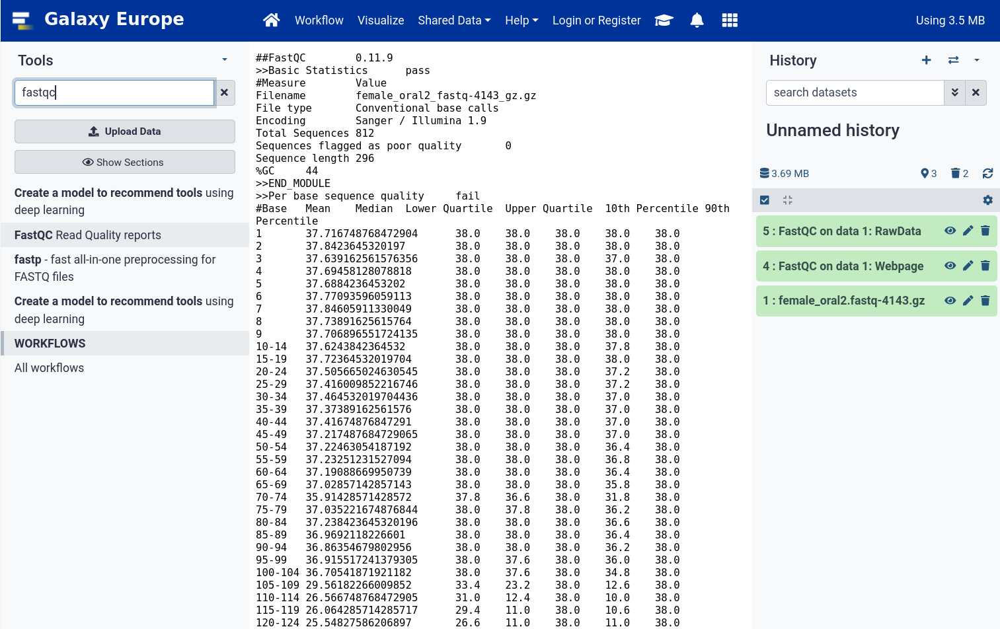 Galaxy Europe
Workflow Visualize Shared Data Help Login or Register Using 3.5 MB
Tools
fastqc
Upload Data
Show Sections
Create a model to recommend tools using
deep learning
FastQC Read Quality reports
fastp - fast all-in-one preprocessing for
FASTQ files
Create a model to recommend tools using
deep learning
WORKFLOWS
All workflows
##FastQC 0.11.9
>>Basic Statistics pass
#Measure Value
Filename female_oral2_fastq-4143_gz.gz
File type Conventional base calls
Encoding Sanger / Illumina 1.9
Total Sequences 812
Sequences flagged as poor quality 0
Sequence length 296
%GC 44
>>END_MODULE
>>Per base sequence quality fail
#Base Mean Median Lower Quartile Upper Quartile 10th Percentile 90th
Percentile
1 37.716748768472904 38.0 38.0 38.0 38.0 38.0
2 37.8423645320197 38.0 38.0 38.0 38.0 38.0
3 37.639162561576356 38.0 38.0 38.0 37.0 38.0
4 37.69458128078818 38.0 38.0 38.0 38.0 38.0
5 37.6884236453202 38.0 38.0 38.0 38.0 38.0
6 37.77093596059113 38.0 38.0 38.0 38.0 38.0
7 37.84605911330049 38.0 38.0 38.0 38.0 38.0
8 37.73891625615764 38.0 38.0 38.0 38.0 38.0
9 37.706896551724135 38.0 38.0 38.0 38.0 38.0
10-14 37.6243842364532 38.0 38.0 38.0 37.8 38.0
15-19 37.72364532019704 38.0 38.0 38.0 38.0 38.0
20-24 37.505665024630545 38.0 38.0 38.0 37.2 38.0
25-29 37.416009852216746 38.0 38.0 38.0 37.2 38.0
30-34 37.464532019704436 38.0 38.0 38.0 37.0 38.0
35-39 37.37389162561576 38.0 38.0 38.0 37.0 38.0
40-44 37.41674876847291 38.0 38.0 38.0 37.0 38.0
45-49 37.217487684729065 38.0 38.0 38.0 37.0 38.0
50-54 37.22463054187192 38.0 38.0 38.0 36.4 38.0
55-59 37.23251231527094 38.0 38.0 38.0 36.8 38.0
60-64 37.19088669950739 38.0 38.0 38.0 36.4 38.0
65-69 37.02857142857143 38.0 38.0 38.0 35.8 38.0
70-74 35.91428571428572 37.8 36.6 38.0 31.8 38.0
75-79 37.035221674876844 38.0 37.8 38.0 36.2 38.0
80-84 37.238423645320196 38.0 38.0 38.0 36.6 38.0
85-89 36.9692118226601 38.0 38.0 38.0 36.4 38.0
90-94 36.86354679802956 38.0 38.0 38.0 36.2 38.0
95-99 36.915517241379305 38.0 37.6 38.0 36.0 38.0
100-104 36.70541871921182 38.0 37.6 38.0 34.8 38.0
105-109 29.56182266009852 33.4 23.2 38.0 12.6 38.0
110-114 26.566748768472905 31.0 12.4 38.0 10.0 38.0
115-119 26.064285714285717 29.4 11.0 38.0 10.6 38.0
120-124 25.54827586206897 26.6 11.0 38.0 11.0 38.0
History
search datasets
Unnamed history
3.69 MB 3 2
5 : FastQC on data 1: RawData
4 : FastQC on data 1: Webpage
1 : female_oral2.fastq-4143.gz